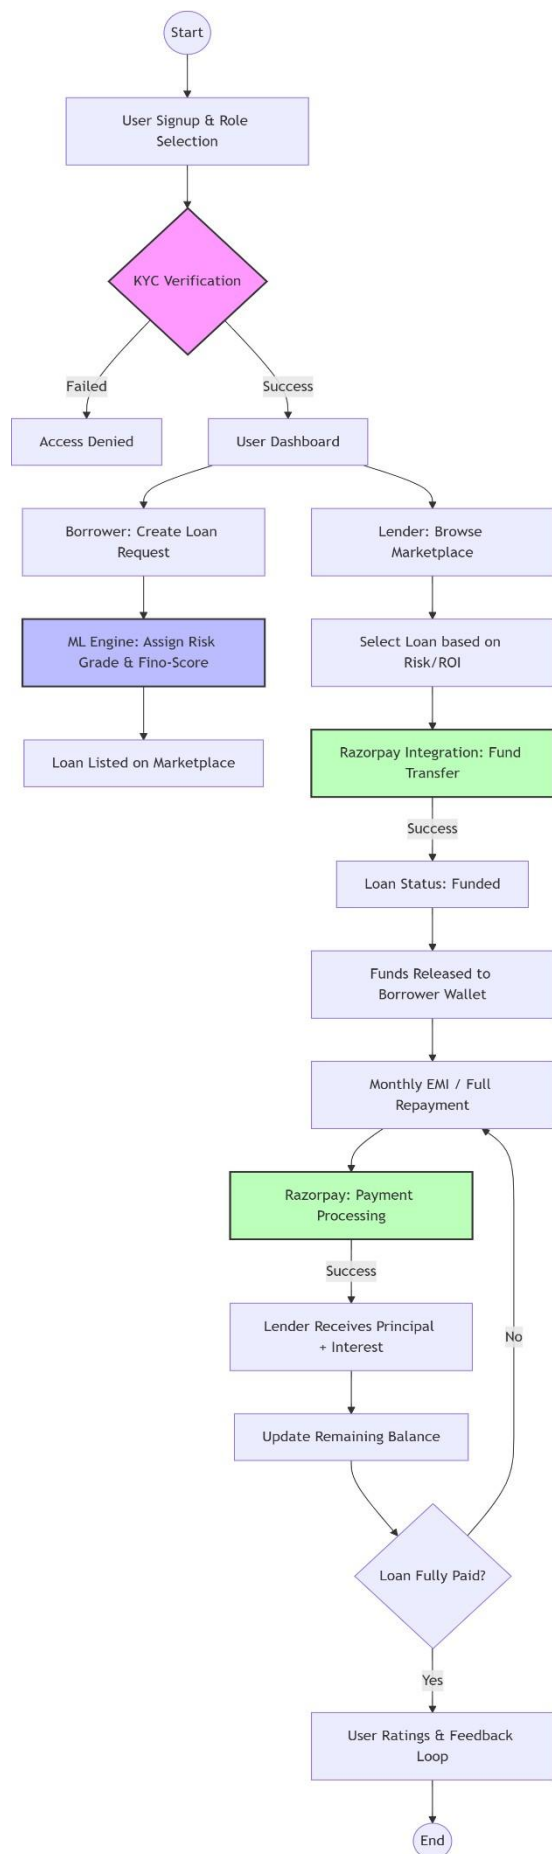 Start
User Signup & Role
Selection
KYC Verification
Failed
Success
Access Denied
User Dashboard
Borrower: Create Loan
Request
Lender: Browse
Marketplace
ML Engine: Assign Risk
Grade & Fino-Score
Select Loan based on
Risk/ROI
Loan Listed on Marketplace
Razorpay Integration: Fund
Transfer
Success
Loan Status: Funded
Funds Released to
Borrower Wallet
Monthly EMI / Full
Repayment
Razorpay: Payment
Processing
Success
Lender Receives Principal
+ Interest
No
Update Remaining Balance
Loan Fully Paid?
Yes
User Ratings & Feedback
Loop
End